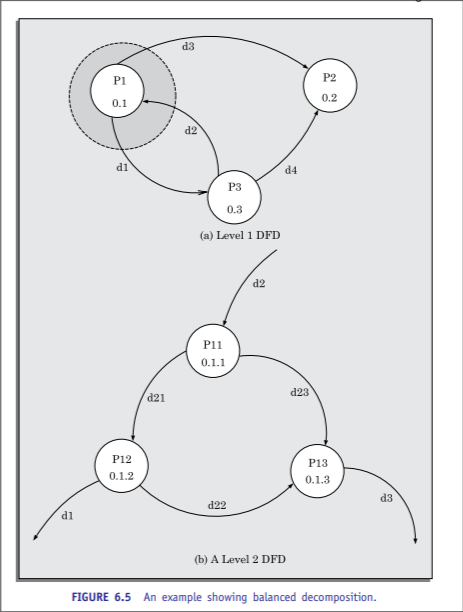 d3
P1
0.1
P2
0.2
d2
d1
d4
P3
0.3
(a) Level 1 DFD
d2
P11
0.1.1
d21
d23
P12
0.1.2
P13
0.1.3
d22
d1
d3
(b) A Level 2 DFD
FIGURE 6.5 An example showing balanced decomposition.